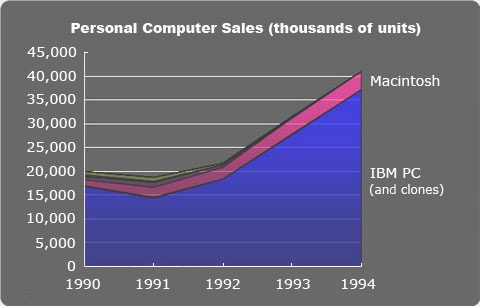 Personal Computer Sales (thousands of units)
45,000
40,000
35,000
30,000
25,000
20,000
15,000
10,000
5,000
0
Macintosh
IBM PC
(and clones)
1990 1991 1992 1993 1994